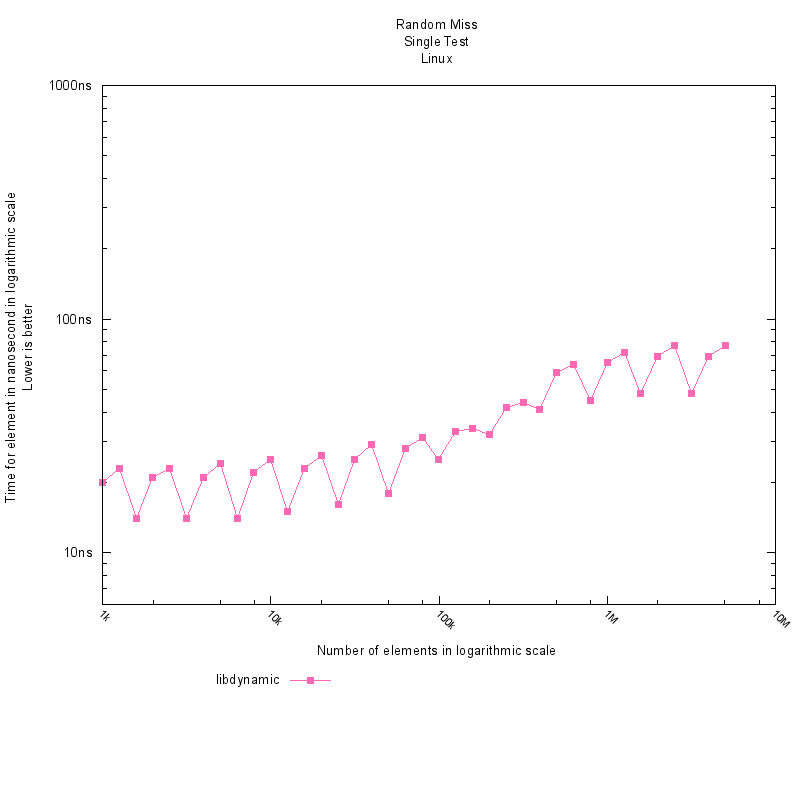 Random Miss
Single Test
Linux
1000ns
100ns
10ns
Time for element in nanosecond in logarithmic scale
Lower is better
1k
10k
100k
1M
10M
Number of elements in logarithmic scale
libdynamic